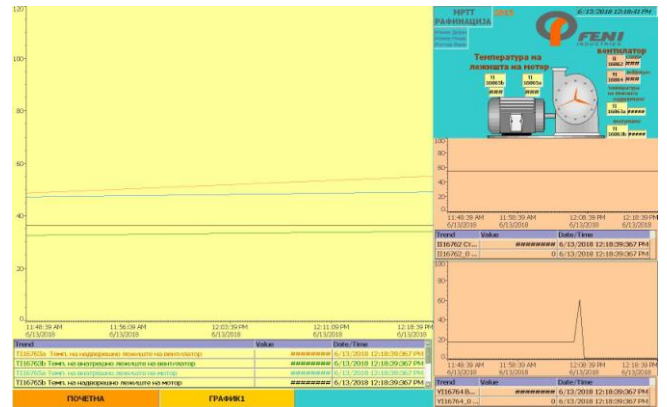 120
100
80
60
40
20
0
11:48:39 AM 11:56:09 AM 12:03:39 PM 12:11:09 PM 12:18:39 PM
6/13/2018 6/13/2018 6/13/2018 6/13/2018 6/13/2018
Trend Value Date/Time
TI16763a Темп. на надворешно лежиште на вентилатор ######## 6/13/2018 12:18:39:367 PM
TI16763b Темп. на внатрешно лежиште на вентилатор ######## 6/13/2018 12:18:39:367 PM
TI16765a Темп. на внатрешно лежиште на мотор ######## 6/13/2018 12:18:39:367 PM
TI16765b Темп. на надворешно лежиште на мотор ######## 6/13/2018 12:18:39:367 PM
ПОЧЕТНА ГРАФИК1
МРТТ
РАФИНАЦИЈА
6/13/2018 12:18:41 PM
FENI
INDUSTRIES
Температура на
лежишта на мотор
вентилатор
TI
TI
###
###
100
80
60
40
20
0
11:48:39 AM 11:58:39 AM 12:08:39 PM 12:18:39 PM
6/13/2018 6/13/2018 6/13/2018 6/13/2018
Trend Value Date/Time
II16762 Ст... ######## 6/13/2018 12:18:39:367 PM
II16762_0 ... 0 6/13/2018 12:18:39:367 PM
100
80
60
40
20
0
11:48:39 AM 11:58:39 AM 12:08:39 PM 12:18:39 PM
6/13/2018 6/13/2018 6/13/2018 6/13/2018
Trend Value Date/Time
YI16764 В... ######## 6/13/2018 12:18:39:367 PM
YI16764_0 ... 0 6/13/2018 12:18:39:367 PM